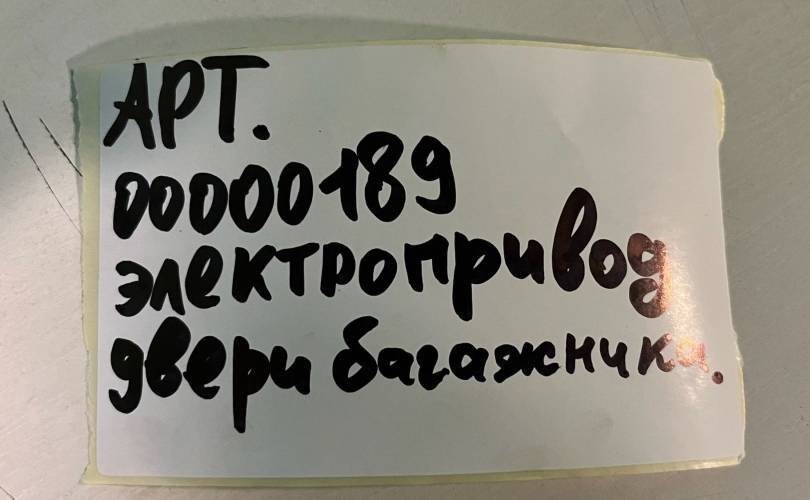 АРТ.
00000189
электропривод
двери багажника.